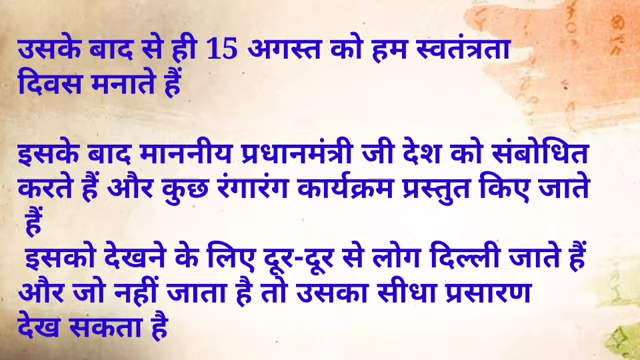 उसके बाद से ही 15 अगस्त को हम स्वतंत्रता
दिवस मनाते हैं
इसके बाद माननीय प्रधानमंत्री जी देश को संबोधित
करते हैं और कुछ रंगारंग कार्यक्रम प्रस्तुत किए जाते
हैं
इसको देखने के लिए दूर-दूर से लोग दिल्ली जाते हैं
और जो नहीं जाता है तो उसका सीधा प्रसारण
देख सकता है